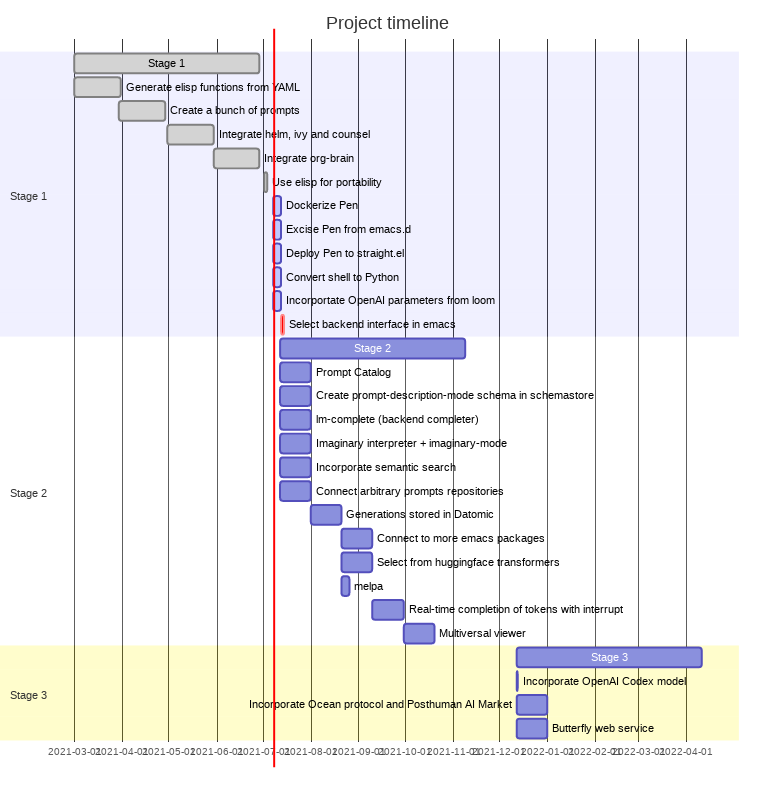 Project timeline
Stage 1
Stage 1
Generate elisp functions from YAML
Create a bunch of prompts
Integrate helm, ivy and counsel
Integrate org-brain
Use elisp for portability
Dockerize Pen
Excise Pen from emacs.d
Deploy Pen to straight.el
Convert shell to Python
Incorportate OpenAI parameters from loom
Select backend interface in emacs
Stage 2
Stage 2
Prompt Catalog
Create prompt-description-mode schema in schemastore
lm-complete (backend completer)
Imaginary interpreter + imaginary-mode
Incorporate semantic search
Connect arbitrary prompts repositories
Generations stored in Datomic
Connect to more emacs packages
Select from huggingface transformers
melpa
Real-time completion of tokens with interrupt
Multiversal viewer
Stage 3
Stage 3
Incorporate OpenAI Codex model
Incorporate Ocean protocol and Posthuman AI Market
Butterfly web service
2021-03-01 2021-04-01 2021-05-01 2021-06-01 2021-07-01 2021-08-01 2021-09-01 2021-10-01 2021-11-01 2021-12-01 2022-01-01 2022-02-01 2022-03-01 2022-04-01